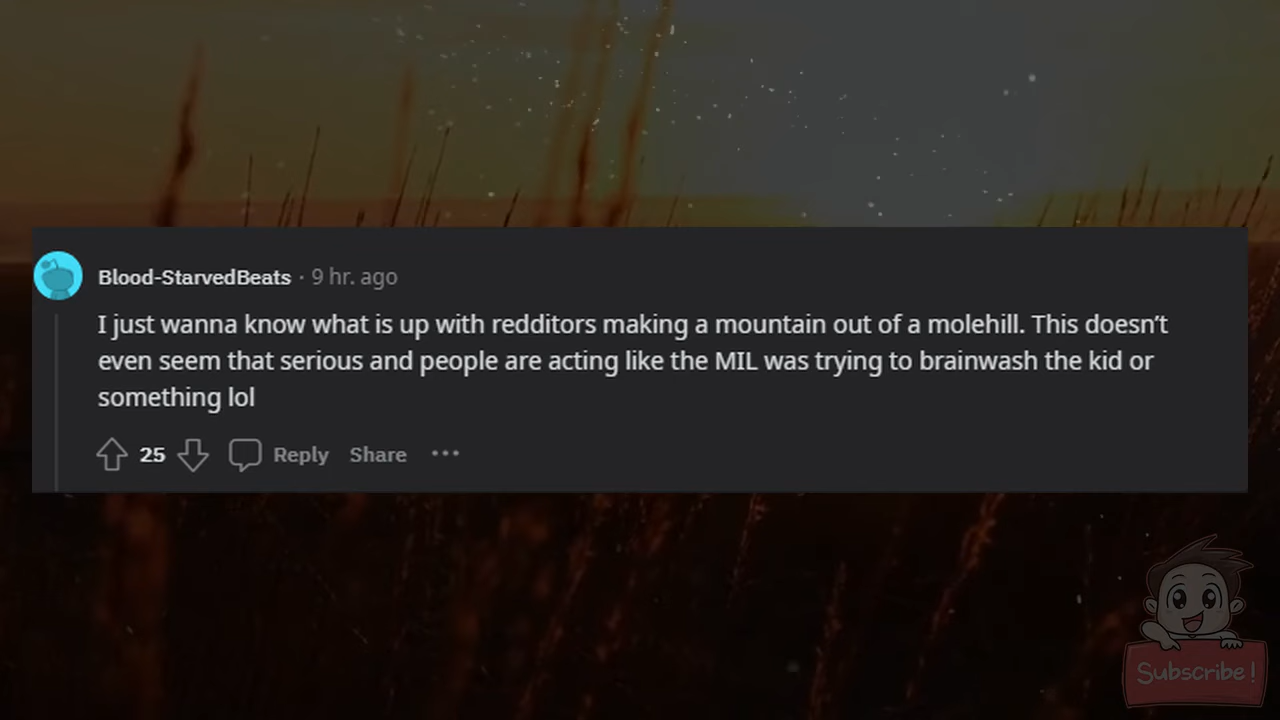 Blood-StarvedBeats · 9 hr. ago
I just wanna know what is up with redditors making a mountain out of a molehill. This doesn’t
even seem that serious and people are acting like the MIL was trying to brainwash the kid or
something lol
25 Reply Share •••
Subscribe!